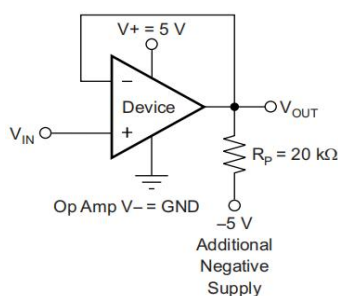 V+ = 5 V
–
Device
+
V_IN
V_OUT
R_P = 20 kΩ
Op Amp V– = GND
–5 V
Additional
Negative
Supply